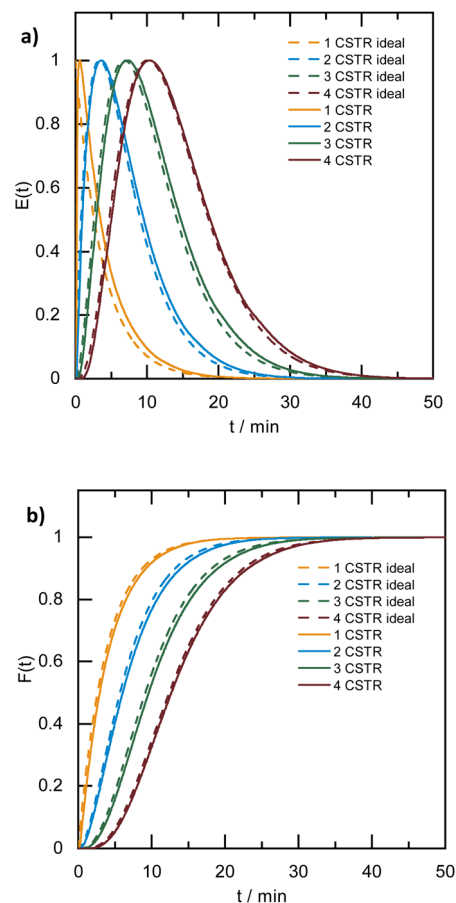 a)
1 CSTR ideal
2 CSTR ideal
3 CSTR ideal
4 CSTR ideal
1 CSTR
2 CSTR
3 CSTR
4 CSTR
E(t)
1
0.8
0.6
0.4
0.2
0
0 10 20 30 40 50
t / min
b)
1 CSTR ideal
2 CSTR ideal
3 CSTR ideal
4 CSTR ideal
1 CSTR
2 CSTR
3 CSTR
4 CSTR
F(t)
1
0.8
0.6
0.4
0.2
0
0 10 20 30 40 50
t / min